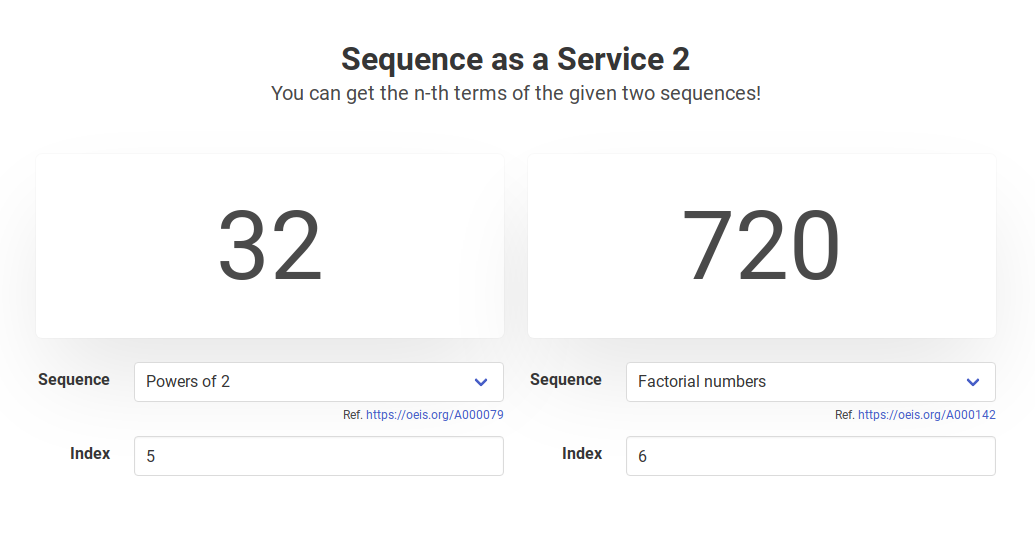 Sequence as a Service 2
You can get the n-th terms of the given two sequences!
32
720
Sequence
Powers of 2
Ref. https://oeis.org/A000079
Index
5
Sequence
Factorial numbers
Ref. https://oeis.org/A000142
Index
6